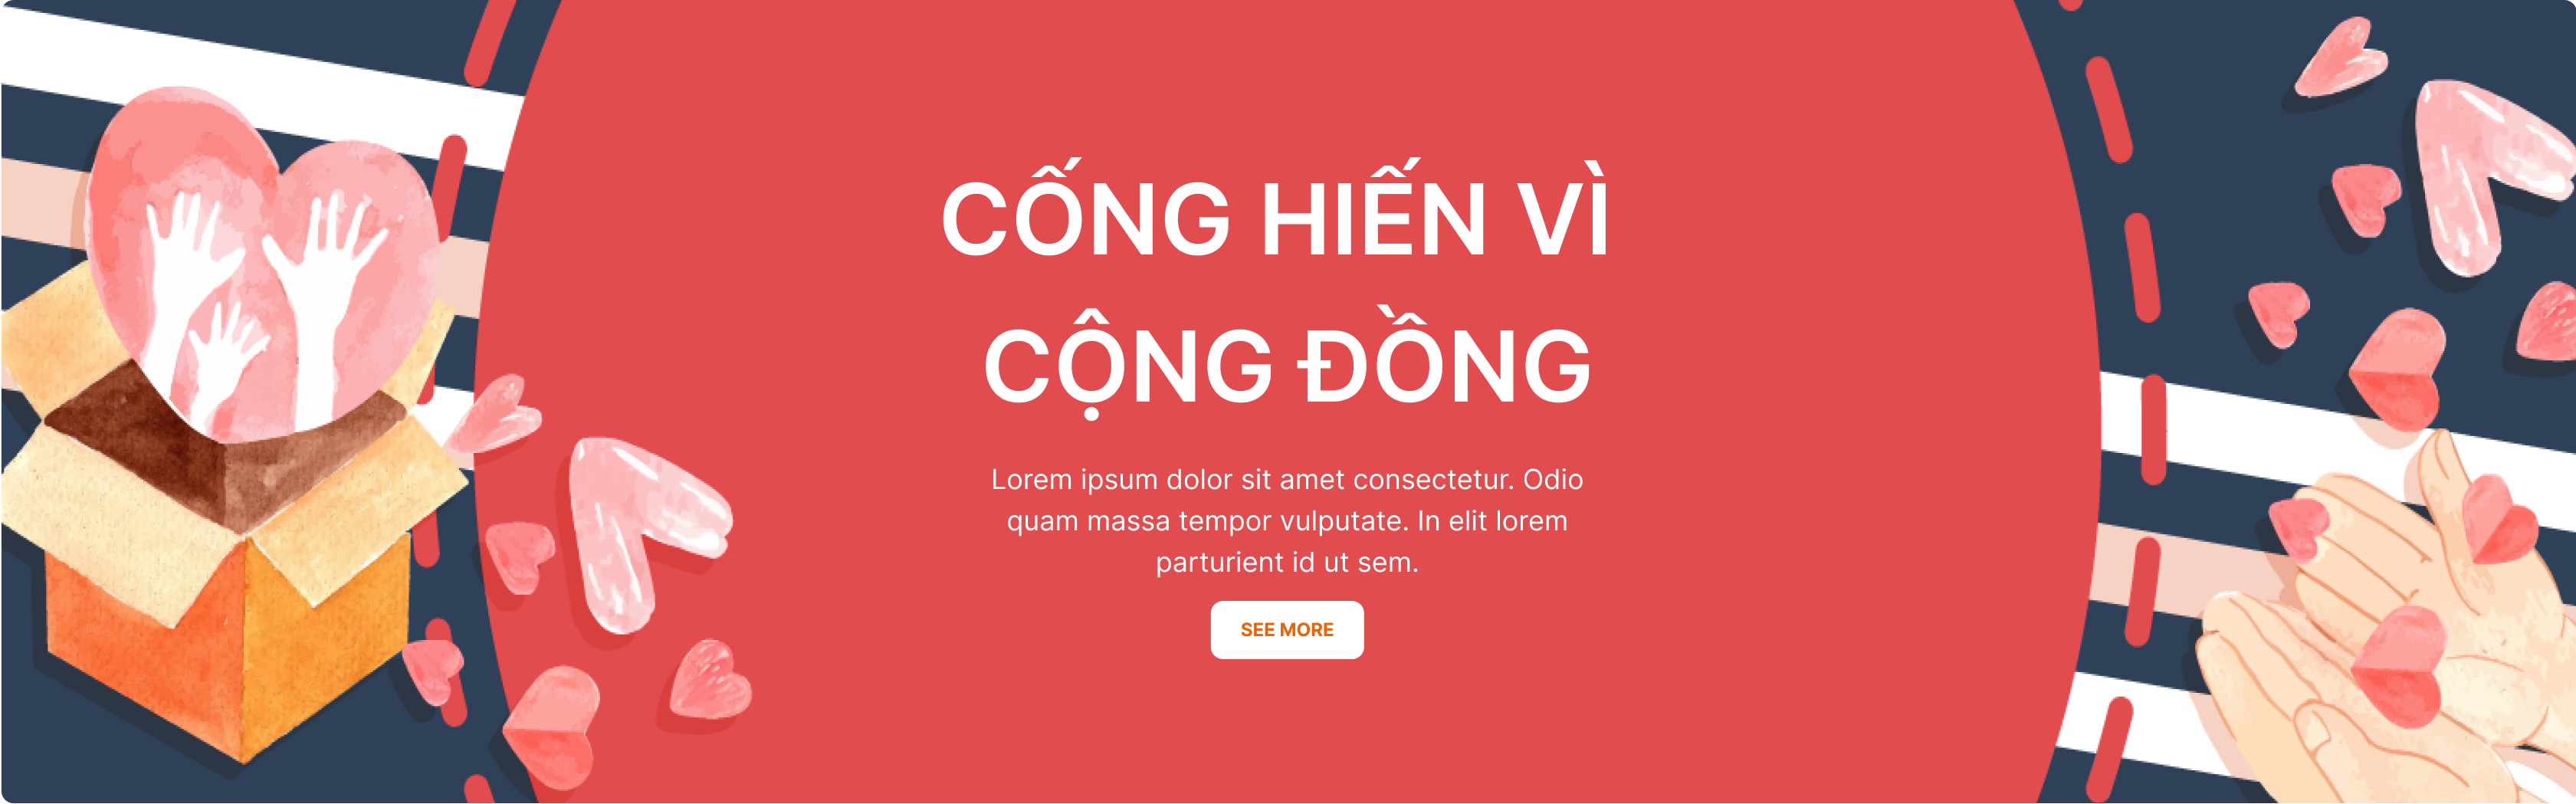 CỐNG HIẾN VÌ
CỘNG ĐỒNG
Lorem ipsum dolor sit amet consectetur. Odio
quam massa tempor vulputate. In elit lorem
parturient id ut sem.
SEE MORE